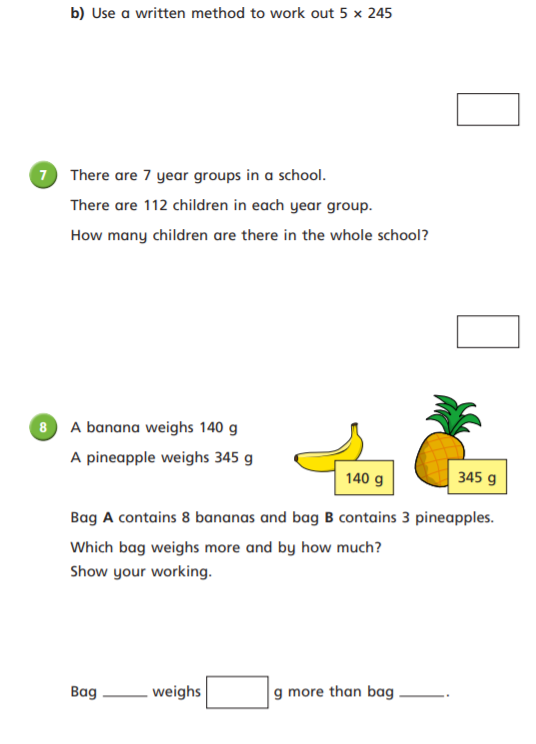 b) Use a written method to work out 5 × 245
7 There are 7 year groups in a school.
There are 112 children in each year group.
How many children are there in the whole school?
8 A banana weighs 140 g
A pineapple weighs 345 g
140 g
345 g
Bag A contains 8 bananas and bag B contains 3 pineapples.
Which bag weighs more and by how much?
Show your working.
Bag _____ weighs g more than bag _____.